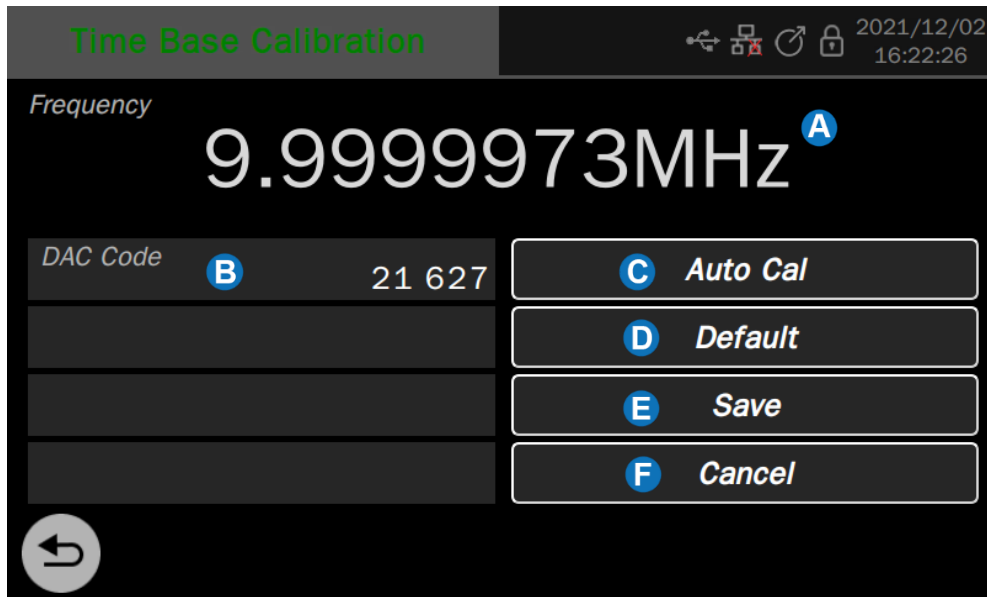 Time Base Calibration
2021/12/02
16:22:26
Frequency
9.9999973MHz A
DAC Code
B 21 627
C Auto Cal
D Default
E Save
F Cancel